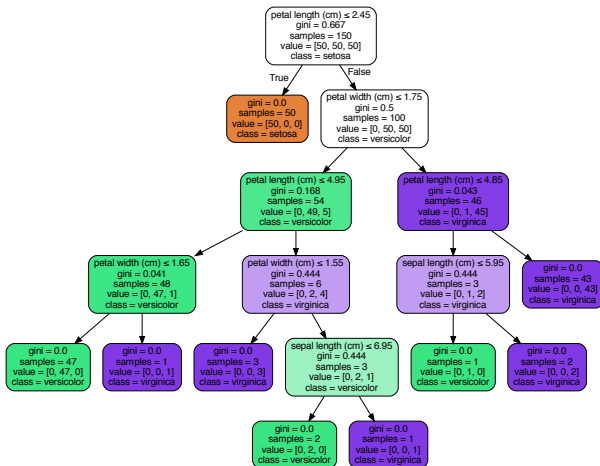 petal length (cm) ≤ 2.45
gini = 0.667
samples = 150
value = [50, 50, 50]
class = setosa
True
False
gini = 0.0
samples = 50
value = [50, 0, 0]
class = setosa
petal width (cm) ≤ 1.75
gini = 0.5
samples = 100
value = [0, 50, 50]
class = versicolor
petal length (cm) ≤ 4.95
gini = 0.168
samples = 54
value = [0, 49, 5]
class = versicolor
petal length (cm) ≤ 4.85
gini = 0.043
samples = 46
value = [0, 1, 45]
class = virginica
petal width (cm) ≤ 1.65
gini = 0.041
samples = 48
value = [0, 47, 1]
class = versicolor
petal width (cm) ≤ 1.55
gini = 0.444
samples = 6
value = [0, 2, 4]
class = virginica
sepal length (cm) ≤ 5.95
gini = 0.444
samples = 3
value = [0, 1, 2]
class = virginica
gini = 0.0
samples = 43
value = [0, 0, 43]
class = virginica
gini = 0.0
samples = 47
value = [0, 47, 0]
class = versicolor
gini = 0.0
samples = 1
value = [0, 0, 1]
class = virginica
gini = 0.0
samples = 3
value = [0, 0, 3]
class = virginica
sepal length (cm) ≤ 6.95
gini = 0.444
samples = 3
value = [0, 2, 1]
class = versicolor
gini = 0.0
samples = 1
value = [0, 1, 0]
class = versicolor
gini = 0.0
samples = 2
value = [0, 0, 2]
class = virginica
gini = 0.0
samples = 2
value = [0, 2, 0]
class = versicolor
gini = 0.0
samples = 1
value = [0, 0, 1]
class = virginica